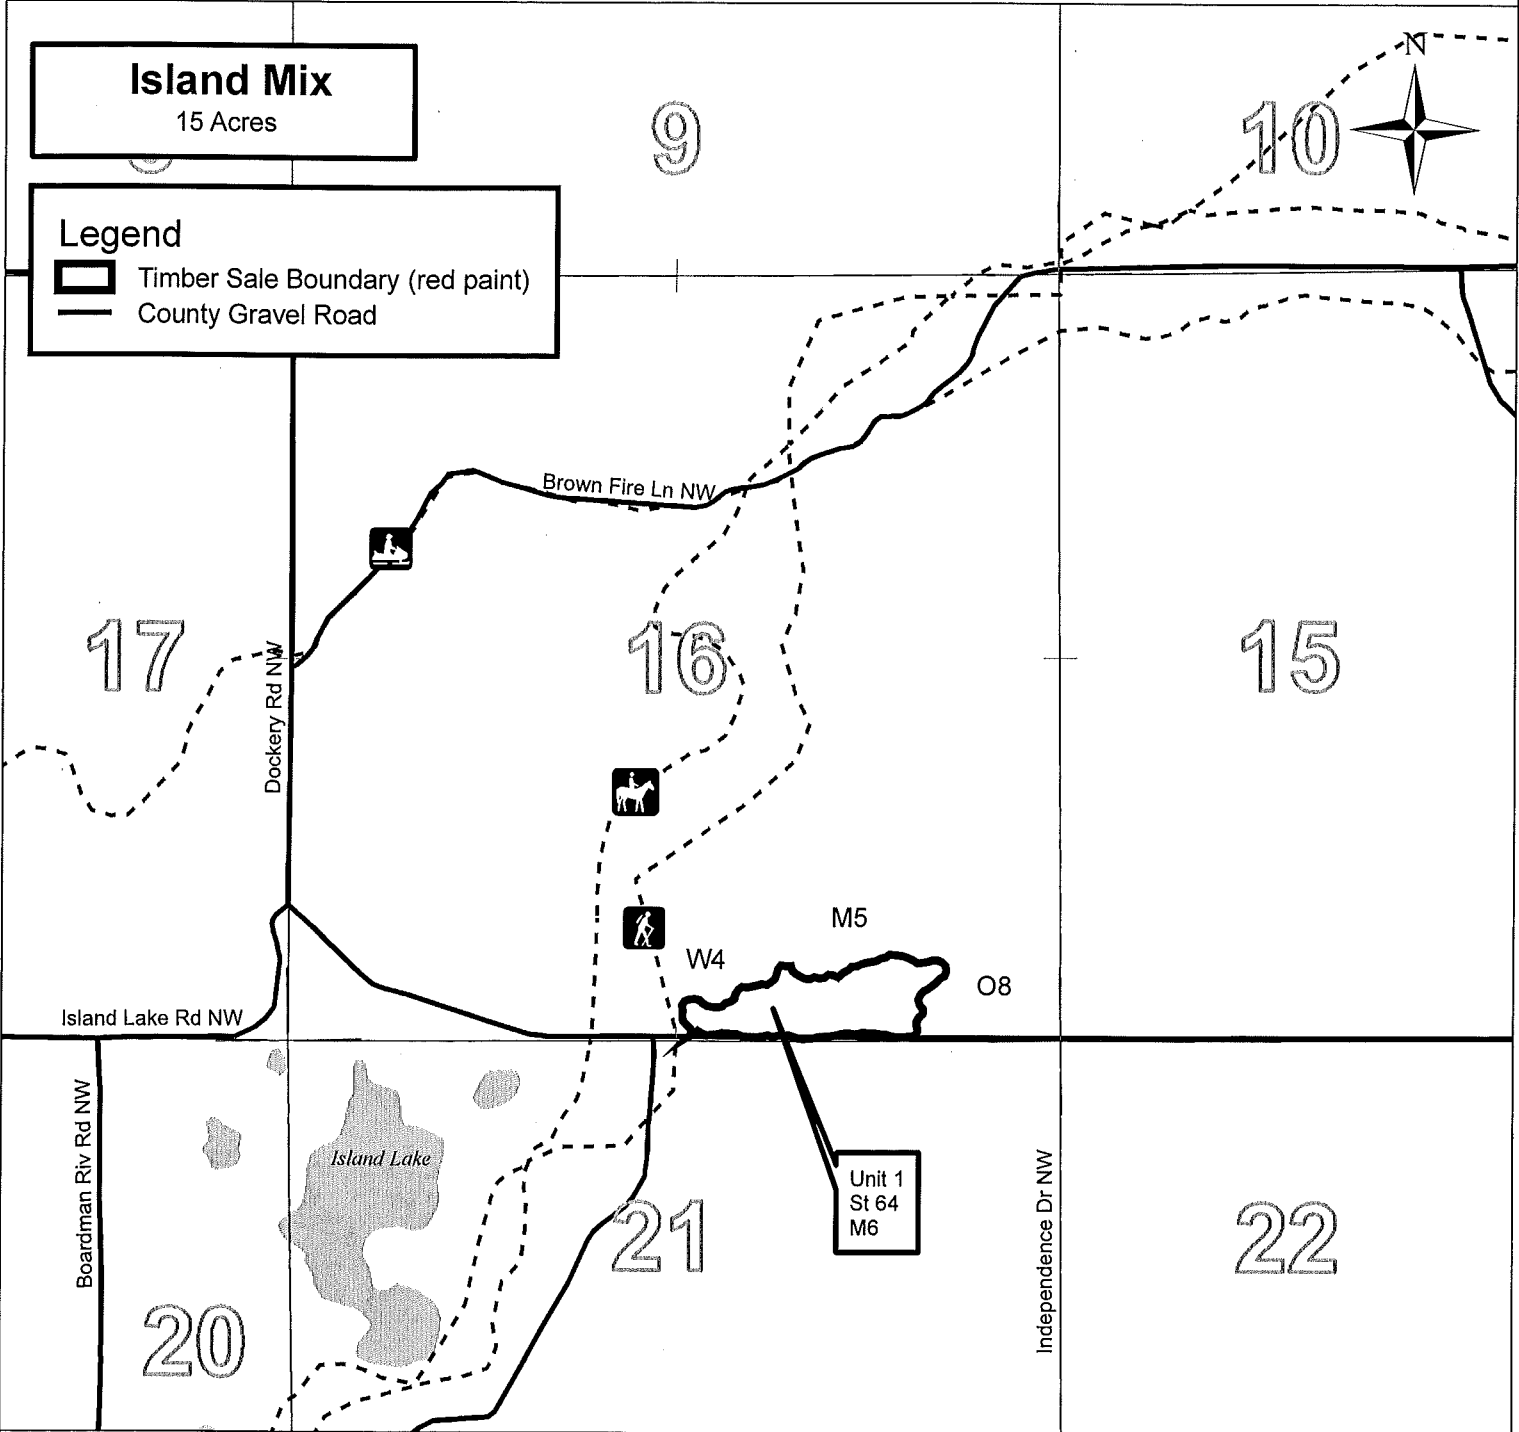 Island Mix
15 Acres
N
9
10
Legend
Timber Sale Boundary (red paint)
County Gravel Road
Brown Fire Ln NW
17
16
15
Dockery Rd NW
M5
W4
O8
Island Lake Rd NW
Boardman Riv Rd NW
Island Lake
Unit 1
St 64
M6
Independence Dr NW
21
22
20